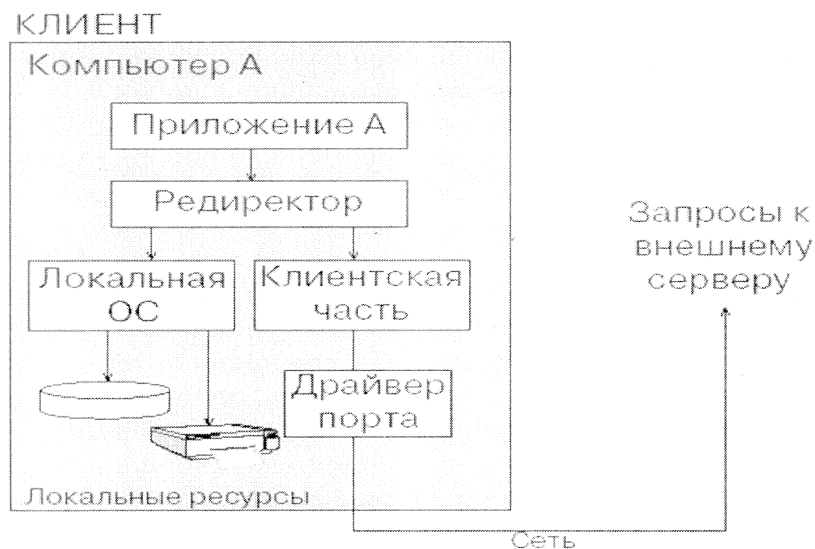 КЛИЕНТ
Компьютер А
Приложение А
Редиректор
Локальная
ОС
Клиентская
часть
Драйвер
порта
Локальные ресурсы
Сеть
Запросы к
внешнему
серверу